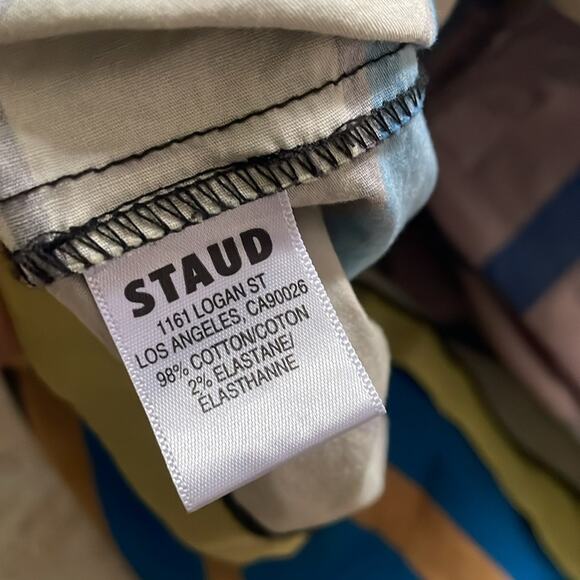 STAUD
1161 LOGAN ST
LOS ANGELES, CA90026
98% COTTON/COTON
2% ELASTANE/
ÉLASTHANNE